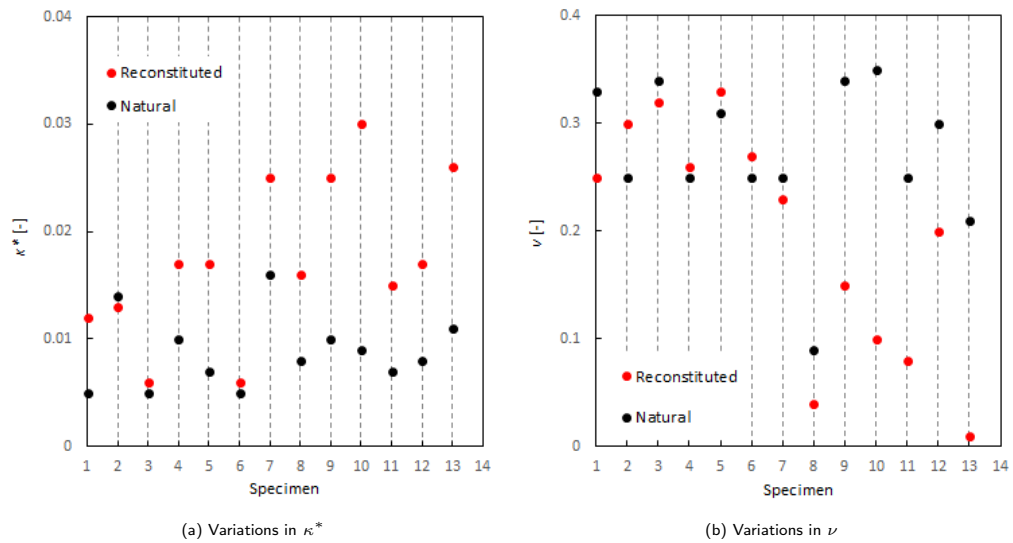 0.04
0.03
0.02
0.01
0
κ* [-]
Reconstituted
Natural
1 2 3 4 5 6 7 8 9 10 11 12 13 14
Specimen
(a) Variations in κ*
0.4
0.3
0.2
0.1
0
ν [-]
Reconstituted
Natural
1 2 3 4 5 6 7 8 9 10 11 12 13 14
Specimen
(b) Variations in ν